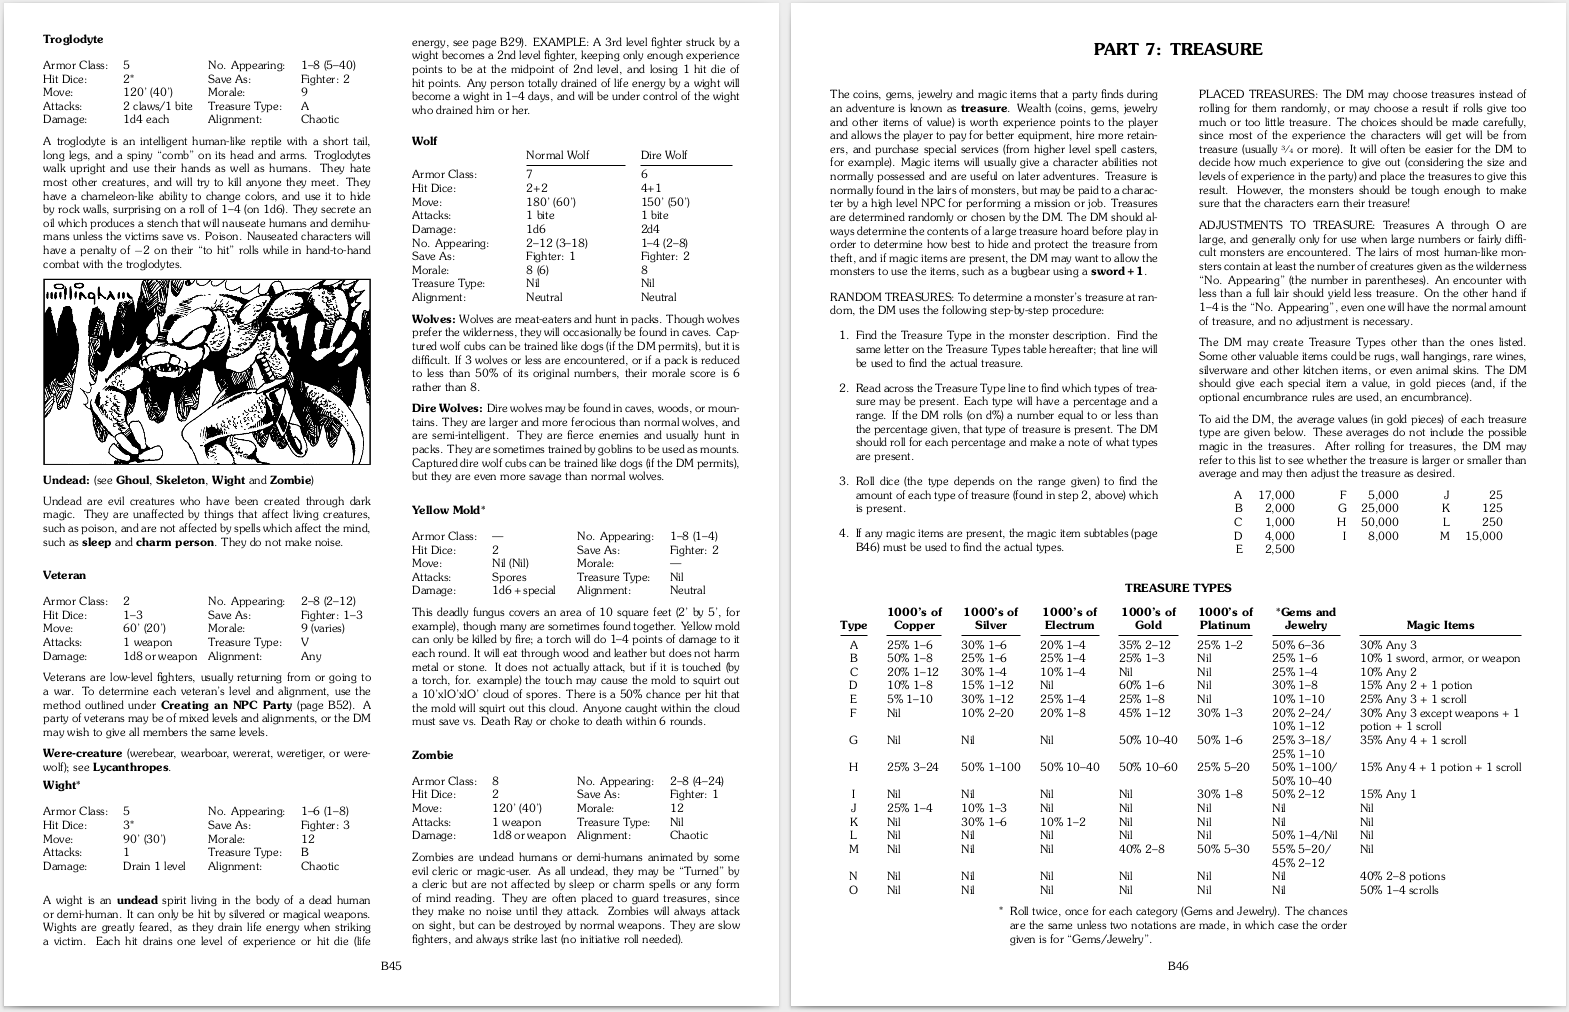 Troglodyte
Armor Class: 5 No. Appearing: 1–8 (5–40)
Hit Dice: 2* Save As: Fighter: 2
Move: 120' (40') Morale: 9
Attacks: 2 claws/1 bite Treasure Type: A
Damage: 1d4 each Alignment: Chaotic
A troglodyte is an intelligent human-like reptile with a short tail,
long legs, and a spiny “comb” on its head and arms. Troglodytes
walk upright and use their hands as well as humans. They hate
most other creatures, and will try to kill anyone they meet. They
have a chameleon-like ability to change colors, and use it to hide
by rock walls, surprising on a roll of 1–4 (on 1d6). They secrete an
oil which produces a stench that will nauseate humans and demihu-
mans unless the victims save vs. Poison. Nauseated characters will
have a penalty of −2 on their “to hit” rolls while in hand-to-hand
combat with the troglodytes.
willingham
Undead: (see Ghoul, Skeleton, Wight and Zombie)
Undead are evil creatures who have been created through dark
magic. They are unaffected by things that affect living creatures,
such as poison, and are not affected by spells which affect the mind,
such as sleep and charm person. They do not make noise.
Veteran
Armor Class: 2 No. Appearing: 2–8 (2–12)
Hit Dice: 1–3 Save As: Fighter: 1–3
Move: 60' (20') Morale: 9 (varies)
Attacks: 1 weapon Treasure Type: V
Damage: 1d8 or weapon Alignment: Any
Veterans are low-level fighters, usually returning from or going to
a war. To determine each veteran's level and alignment, use the
method outlined under Creating an NPC Party (page B52). A
party of veterans may be of mixed levels and alignments, or the DM
may wish to give all members the same levels.
Were-creature (werebear, wearboar, wererat, weretiger, or were-
wolf); see Lycanthropes.
Wight*
Armor Class: 5 No. Appearing: 1–6 (1–8)
Hit Dice: 3* Save As: Fighter: 3
Move: 90' (30') Morale: 12
Attacks: 1 Treasure Type: B
Damage: Drain 1 level Alignment: Chaotic
A wight is an undead spirit living in the body of a dead human
or demi-human. It can only be hit by silvered or magical weapons.
Wights are greatly feared, as they drain life energy when striking
a victim. Each hit drains one level of experience or hit die (life
energy, see page B29). EXAMPLE: A 3rd level fighter struck by a
wight becomes a 2nd level fighter, keeping only enough experience
points to be at the midpoint of 2nd level, and losing 1 hit die of
hit points. Any person totally drained of life energy by a wight will
become a wight in 1–4 days, and will be under control of the wight
who drained him or her.
Wolf
Normal Wolf Dire Wolf
Armor Class: 7 6
Hit Dice: 2+2 4+1
Move: 180' (60') 150' (50')
Attacks: 1 bite 1 bite
Damage: 1d6 2d4
No. Appearing: 2–12 (3–18) 1–4 (2–8)
Save As: Fighter: 1 Fighter: 2
Morale: 8 (6) 8
Treasure Type: Nil Nil
Alignment: Neutral Neutral
Wolves: Wolves are meat-eaters and hunt in packs. Though wolves
prefer the wilderness, they will occasionally be found in caves. Cap-
tured wolf cubs can be trained like dogs (if the DM permits), but it is
difficult. If 3 wolves or less are encountered, or if a pack is reduced
to less than 50% of its original numbers, their morale score is 6
rather than 8.
Dire Wolves: Dire wolves may be found in caves, woods, or moun-
tains. They are larger and more ferocious than normal wolves, and
are semi-intelligent. They are fierce enemies and usually hunt in
packs. They are sometimes trained by goblins to be used as mounts.
Captured dire wolf cubs can be trained like dogs (if the DM permits),
but they are even more savage than normal wolves.
Yellow Mold*
Armor Class: — No. Appearing: 1–8 (1–4)
Hit Dice: 2 Save As: Fighter: 2
Move: Nil (Nil) Morale: —
Attacks: Spores Treasure Type: Nil
Damage: 1d6 + special Alignment: Neutral
This deadly fungus covers an area of 10 square feet (2' by 5', for
example), though many are sometimes found together. Yellow mold
can only be killed by fire; a torch will do 1–4 points of damage to it
each round. It will eat through wood and leather but does not harm
metal or stone. It does not actually attack, but if it is touched (by
a torch, for. example) the touch may cause the mold to squirt out
a 10'xlO'xlO' cloud of spores. There is a 50% chance per hit that
the mold will squirt out this cloud. Anyone caught within the cloud
must save vs. Death Ray or choke to death within 6 rounds.
Zombie
Armor Class: 8 No. Appearing: 2–8 (4–24)
Hit Dice: 2 Save As: Fighter: 1
Move: 120' (40') Morale: 12
Attacks: 1 weapon Treasure Type: Nil
Damage: 1d8 or weapon Alignment: Chaotic
Zombies are undead humans or demi-humans animated by some
evil cleric or magic-user. As all undead, they may be “Turned” by
a cleric but are not affected by sleep or charm spells or any form
of mind reading. They are often placed to guard treasures, since
they make no noise until they attack. Zombies will always attack
on sight, but can be destroyed by normal weapons. They are slow
fighters, and always strike last (no initiative roll needed).
B45
PART 7: TREASURE
The coins, gems, jewelry and magic items that a party finds during
an adventure is known as treasure. Wealth (coins, gems, jewelry
and other items of value) is worth experience points to the player
and allows the player to pay for better equipment, hire more retain-
ers, and purchase special services (from higher level spell casters,
for example). Magic items will usually give a character abilities not
normally possessed and are useful on later adventures. Treasure is
normally found in the lairs of monsters, but may be paid to a charac-
ter by a high level NPC for performing a mission or job. Treasures
are determined randomly or chosen by the DM. The DM should al-
ways determine the contents of a large treasure hoard before play in
order to determine how best to hide and protect the treasure from
theft, and if magic items are present, the DM may want to allow the
monsters to use the items, such as a bugbear using a sword + 1.
RANDOM TREASURES: To determine a monster's treasure at ran-
dom, the DM uses the following step-by-step procedure:
1. Find the Treasure Type in the monster description. Find the
same letter on the Treasure Types table hereafter; that line will
be used to find the actual treasure.
2. Read across the Treasure Type line to find which types of trea-
sure may be present. Each type will have a percentage and a
range. If the DM rolls (on d%) a number equal to or less than
the percentage given, that type of treasure is present. The DM
should roll for each percentage and make a note of what types
are present.
3. Roll dice (the type depends on the range given) to find the
amount of each type of treasure (found in step 2, above) which
is present.
4. If any magic items are present, the magic item subtables (page
B46) must be used to find the actual types.
PLACED TREASURES: The DM may choose treasures instead of
rolling for them randomly, or may choose a result if rolls give too
much or too little treasure. The choices should be made carefully,
since most of the experience the characters will get will be from
treasure (usually ³⁄₄ or more). It will often be easier for the DM to
decide how much experience to give out (considering the size and
levels of experience in the party) and place the treasures to give this
result. However, the monsters should be tough enough to make
sure that the characters earn their treasure!
ADJUSTMENTS TO TREASURE: Treasures A through O are
large, and generally only for use when large numbers or fairly diffi-
cult monsters are encountered. The lairs of most human-like mon-
sters contain at least the number of creatures given as the wilderness
“No. Appearing” (the number in parentheses). An encounter with
less than a full lair should yield less treasure. On the other hand if
1–4 is the “No. Appearing”, even one will have the normal amount
of treasure, and no adjustment is necessary.
The DM may create Treasure Types other than the ones listed.
Some other valuable items could be rugs, wall hangings, rare wines,
silverware and other kitchen items, or even animal skins. The DM
should give each special item a value, in gold pieces (and, if the
optional encumbrance rules are used, an encumbrance).
To aid the DM, the average values (in gold pieces) of each treasure
type are given below. These averages do not include the possible
magic in the treasures. After rolling for treasures, the DM may
refer to this list to see whether the treasure is larger or smaller than
average and may then adjust the treasure as desired.
A 17,000 F 5,000 J 25
B 2,000 G 25,000 K 125
C 1,000 H 50,000 L 250
D 4,000 I 8,000 M 15,000
E 2,500
TREASURE TYPES
1000's of 1000's of 1000's of 1000's of 1000's of *Gems and
Type Copper Silver Electrum Gold Platinum Jewelry Magic Items
A 25% 1–6 30% 1–6 20% 1–4 35% 2–12 25% 1–2 50% 6–36 30% Any 3
B 50% 1–8 25% 1–6 25% 1–4 25% 1–3 Nil 25% 1–6 10% 1 sword, armor, or weapon
C 20% 1–12 30% 1–4 10% 1–4 Nil Nil 25% 1–4 10% Any 2
D 10% 1–8 15% 1–12 Nil 60% 1–6 Nil 30% 1–8 15% Any 2 + 1 potion
E 5% 1–10 30% 1–12 25% 1–4 25% 1–8 Nil 10% 1–10 25% Any 3 + 1 scroll
F Nil 10% 2–20 20% 1–8 45% 1–12 30% 1–3 20% 2–24/ 30% Any 3 except weapons + 1
10% 1–12 potion + 1 scroll
G Nil Nil Nil 50% 10–40 50% 1–6 25% 3–18/ 35% Any 4 + 1 scroll
25% 1–10
H 25% 3–24 50% 1–100 50% 10–40 50% 10–60 25% 5–20 50% 1–100/ 15% Any 4 + 1 potion + 1 scroll
50% 10–40
I Nil Nil Nil Nil 30% 1–8 50% 2–12 15% Any 1
J 25% 1–4 10% 1–3 Nil Nil Nil Nil Nil
K Nil 30% 1–6 10% 1–2 Nil Nil Nil Nil
L Nil Nil Nil Nil Nil 50% 1–4/Nil Nil
M Nil Nil Nil 40% 2–8 50% 5–30 55% 5–20/ Nil
45% 2–12
N Nil Nil Nil Nil Nil Nil 40% 2–8 potions
O Nil Nil Nil Nil Nil Nil 50% 1–4 scrolls
* Roll twice, once for each category (Gems and Jewelry). The chances
are the same unless two notations are made, in which case the order
given is for “Gems/Jewelry”.
B46